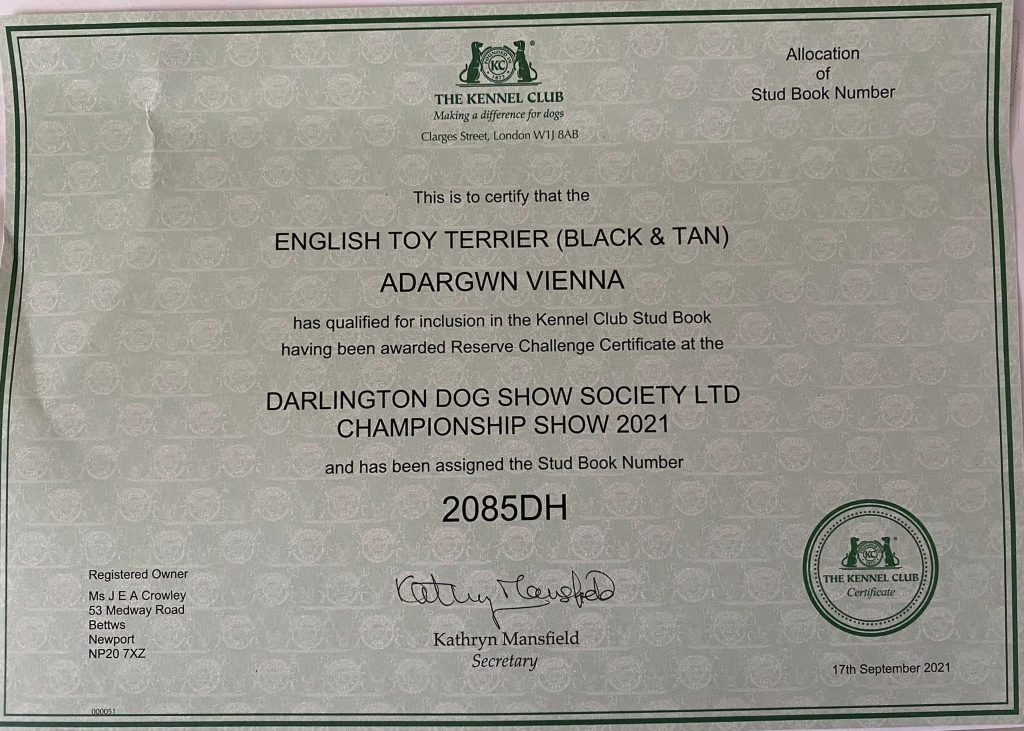 THE KENNEL CLUB
Making a difference for dogs
Clarges Street, London W1J 8AB
Allocation
of
Stud Book Number
This is to certify that the
ENGLISH TOY TERRIER (BLACK & TAN)
ADARGWN VIENNA
has qualified for inclusion in the Kennel Club Stud Book
having been awarded Reserve Challenge Certificate at the
DARLINGTON DOG SHOW SOCIETY LTD
CHAMPIONSHIP SHOW 2021
and has been assigned the Stud Book Number
2085DH
Registered Owner
Ms J E A Crowley
53 Medway Road
Bettws
Newport
NP20 7XZ
Kathryn Mansfield
Kathryn Mansfield
Secretary
KC
THE KENNEL CLUB
Certificate
17th September 2021
000051